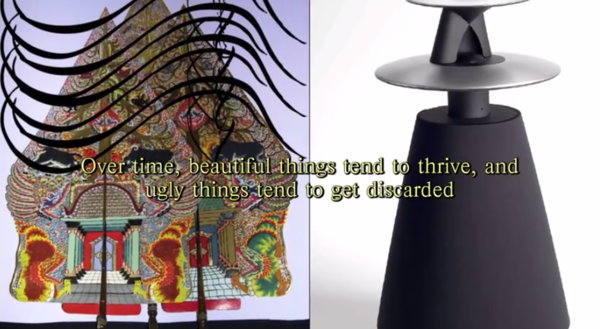 Over time, beautiful things tend to thrive, and
ugly things tend to get discarded